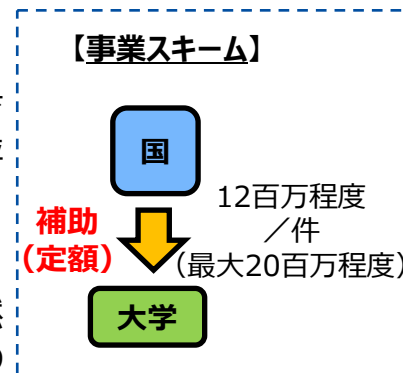 【事業スキーム】
国
補助
(定額)
12百万程度
／件
(最大20百万程度)
大学